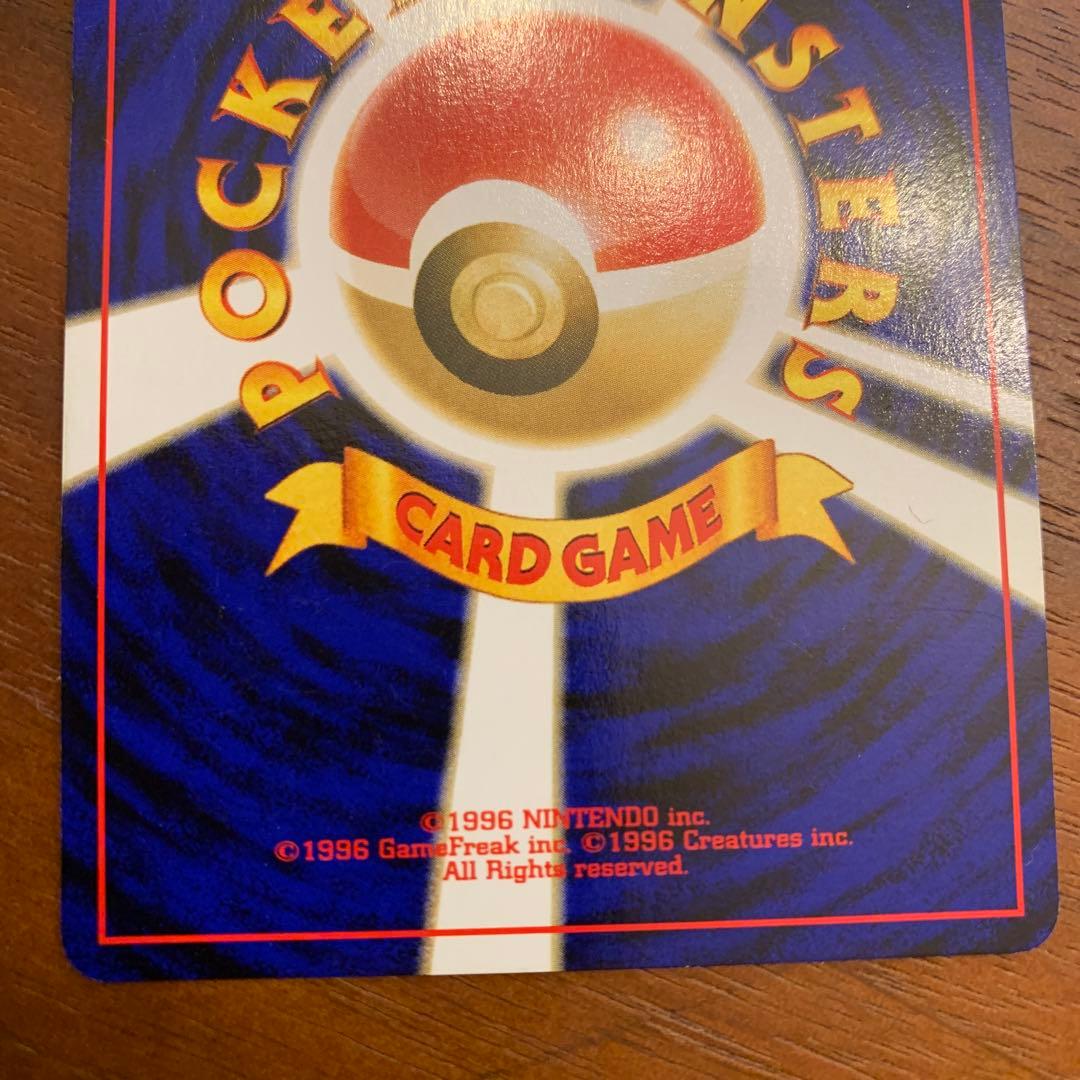 POCKE NSTERS
CARD GAME
©1996 NINTENDO inc.
©1996 GameFreak inc. ©1996 Creatures inc.
All Rights reserved.